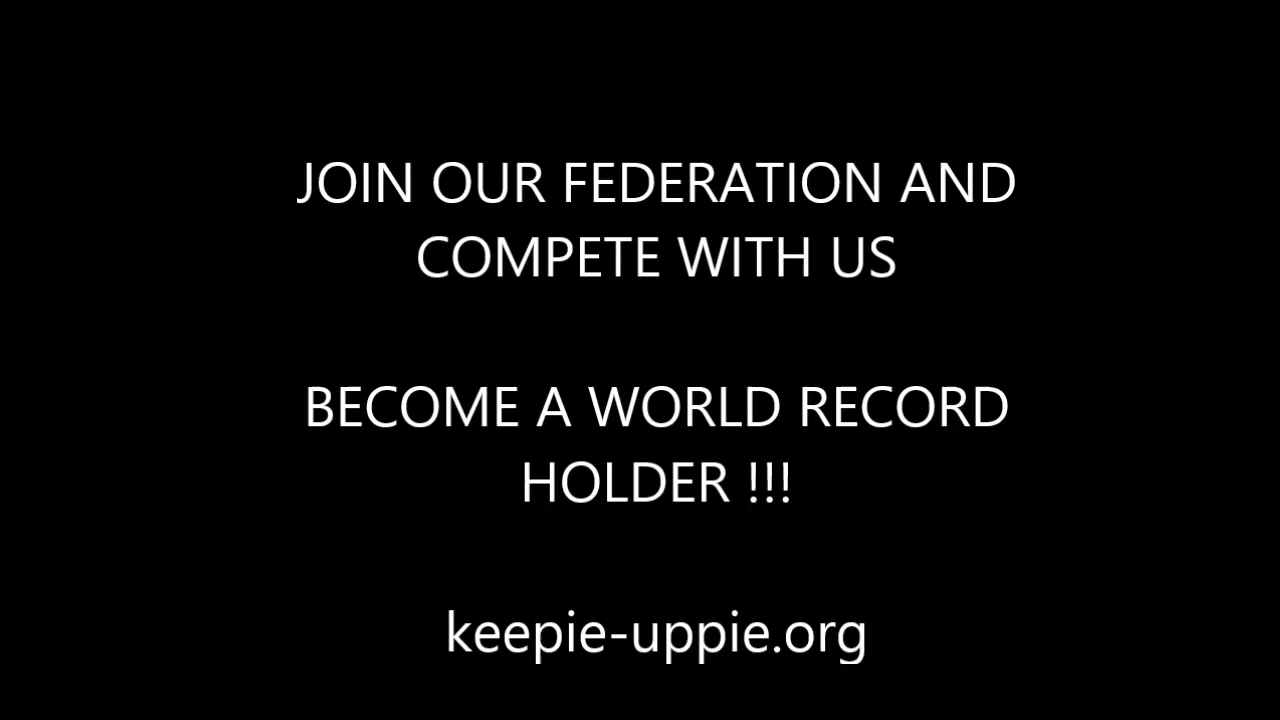 JOIN OUR FEDERATION AND
COMPETE WITH US
BECOME A WORLD RECORD
HOLDER !!!
keepie-uppie.org